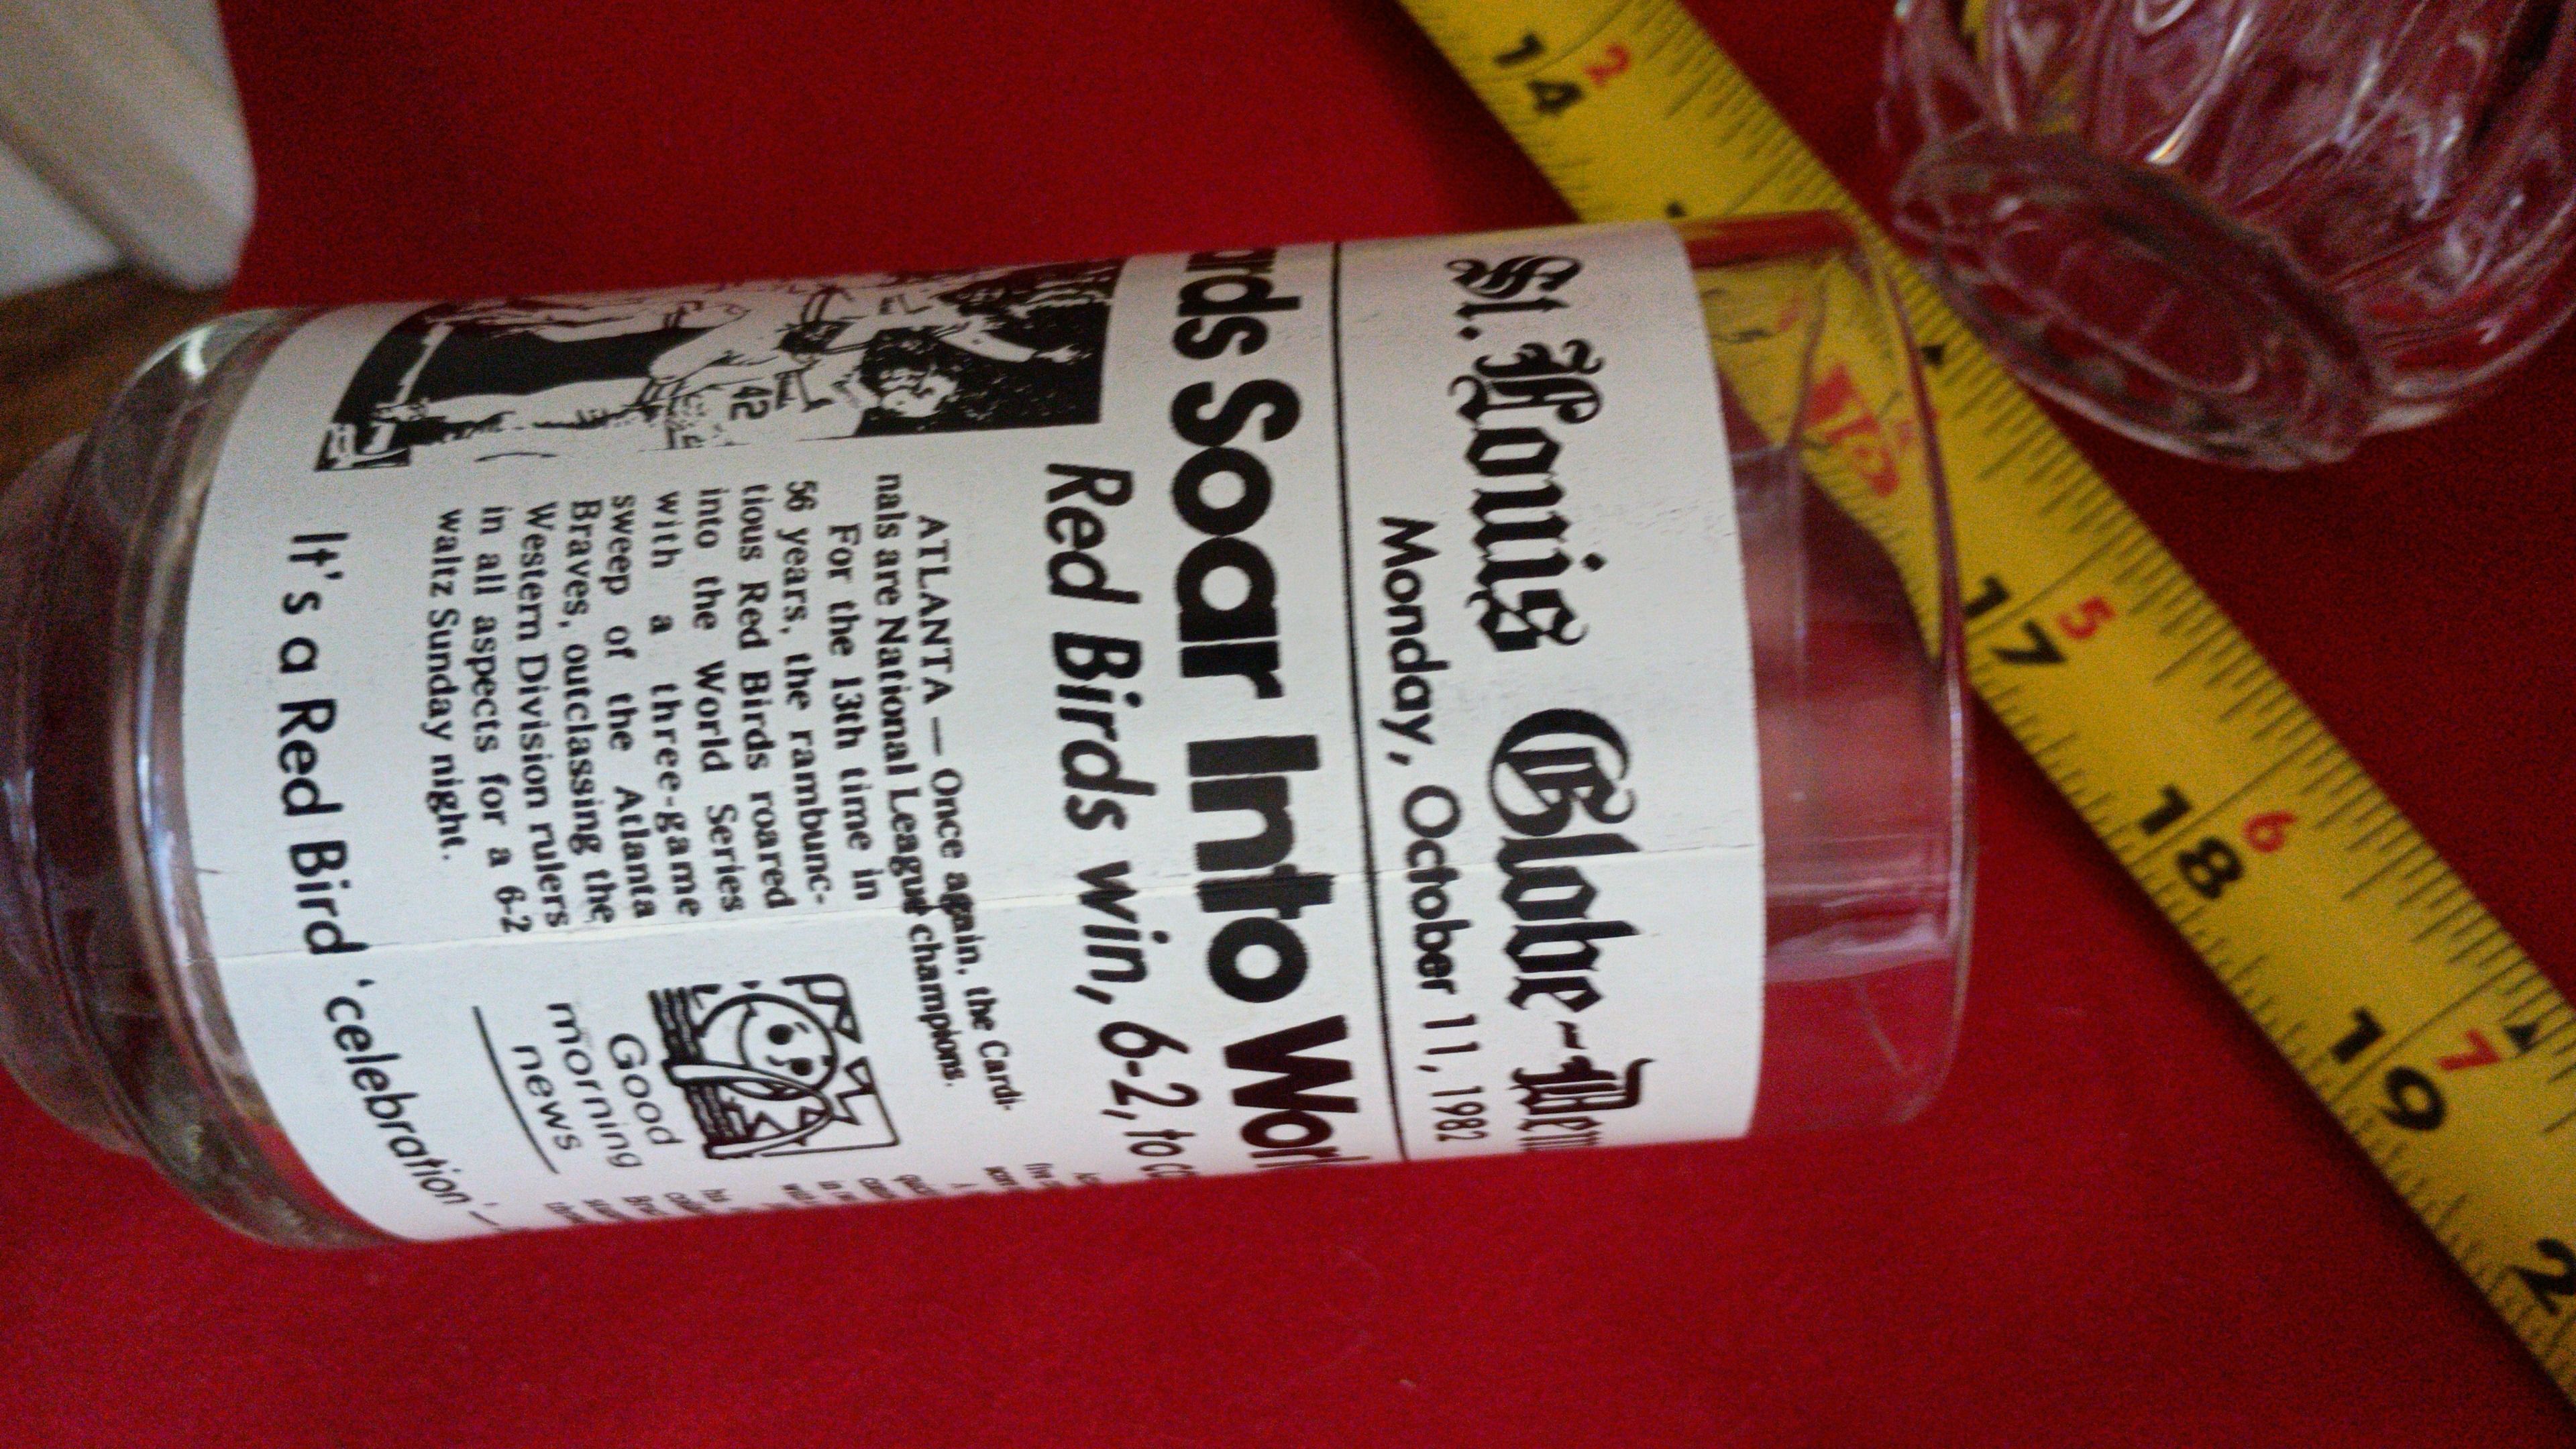 St. Louis Globe-Dem
Monday, October 11, 1982
rds Soar Into Worl
Red Birds win, 6-2, to
ATLANTA — Once again, the Cardi-
nals are National League champions.
For the 13th time in
56 years, the rambunc-
tious Red Birds roared
into the World Series
with a three-game
sweep of the Atlanta
Braves, outclassing the
Western Division rulers
in all aspects for a 6-2
waltz Sunday night.
42
Good
morning
news
It's a Red Bird 'celebration' —
2
14
5
17
6
18
7
19